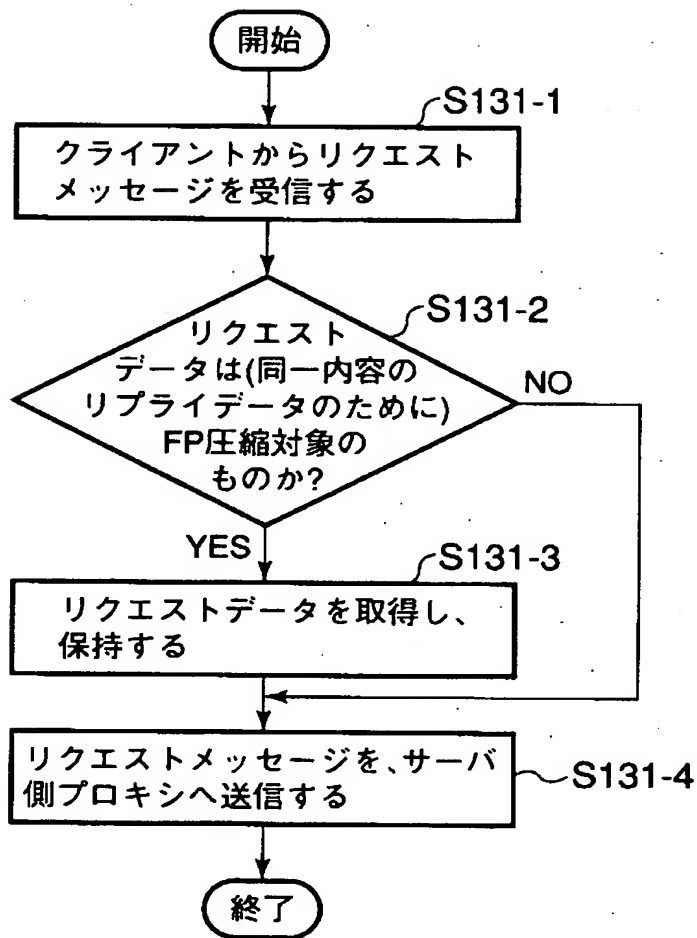 開始
S131-1
クライアントからリクエスト
メッセージを受信する
S131-2
リクエスト
データは(同一内容の
リプライデータのために)
FP圧縮対象の
ものか?
NO
YES
S131-3
リクエストデータを取得し、
保持する
リクエストメッセージを、サーバ
側プロキシへ送信する
S131-4
終了